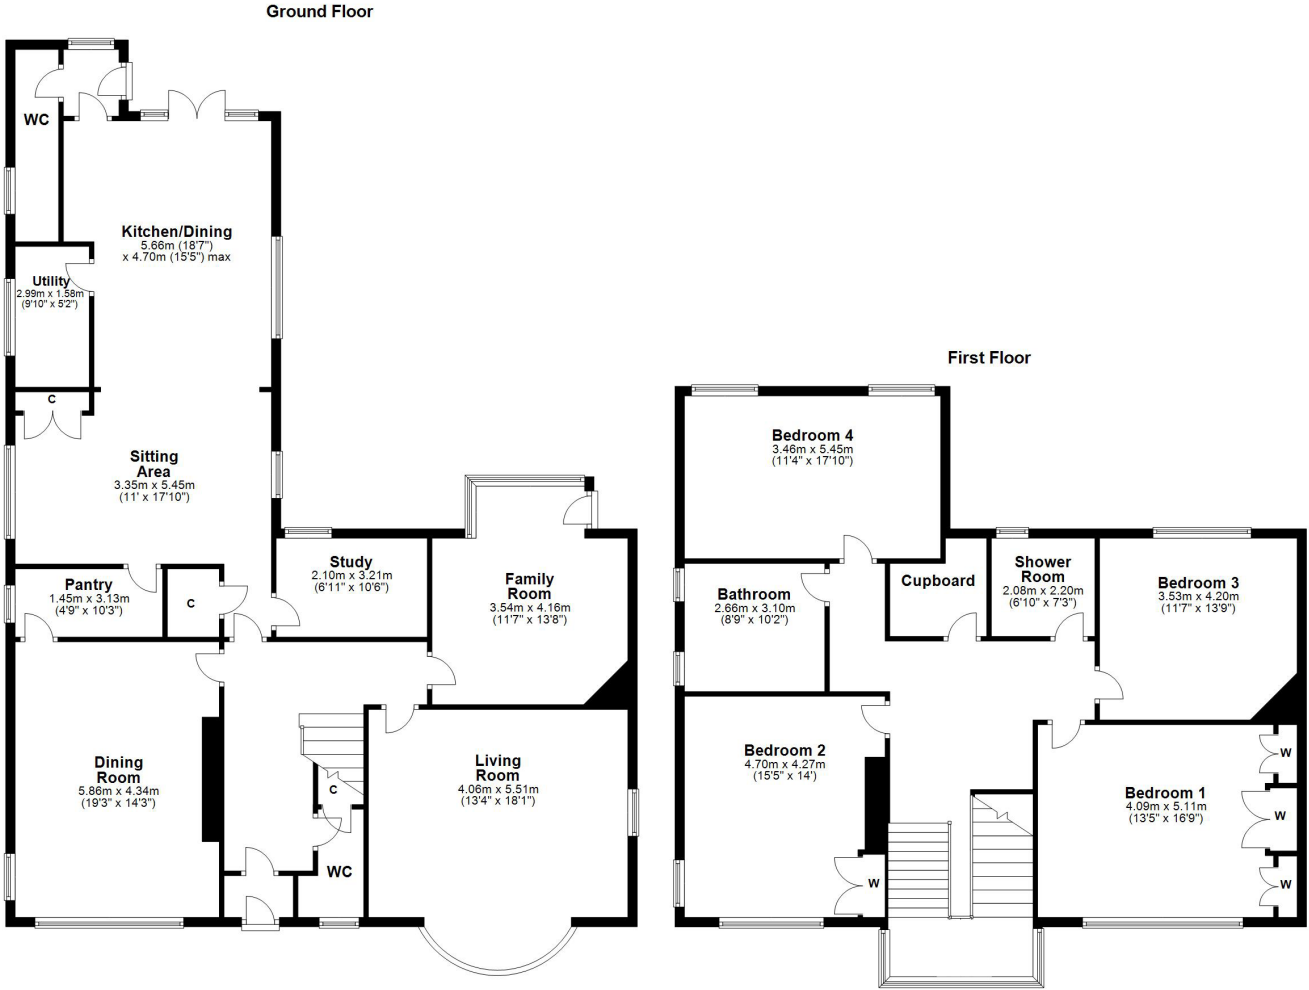 Ground Floor
WC
Kitchen/Dining
5.66m (18'7")
x 4.70m (15'5") max
Utility
2.99m x 1.58m
(9'10" x 5'2")
C
Sitting
Area
3.35m x 5.45m
(11' x 17'10")
Pantry
1.45m x 3.13m
(4'9" x 10'3")
C
Study
2.10m x 3.21m
(6'11" x 10'6")
Family
Room
3.54m x 4.16m
(11'7" x 13'8")
Dining
Room
5.86m x 4.34m
(19'3" x 14'3")
C
WC
Living
Room
4.06m x 5.51m
(13'4" x 18'1")
First Floor
Bedroom 4
3.46m x 5.45m
(11'4" x 17'10")
Bathroom
2.66m x 3.10m
(8'9" x 10'2")
Cupboard
Shower
Room
2.08m x 2.20m
(6'10" x 7'3")
Bedroom 3
3.53m x 4.20m
(11'7" x 13'9")
Bedroom 2
4.70m x 4.27m
(15'5" x 14')
W
Bedroom 1
4.09m x 5.11m
(13'5" x 16'9")
W
W
W